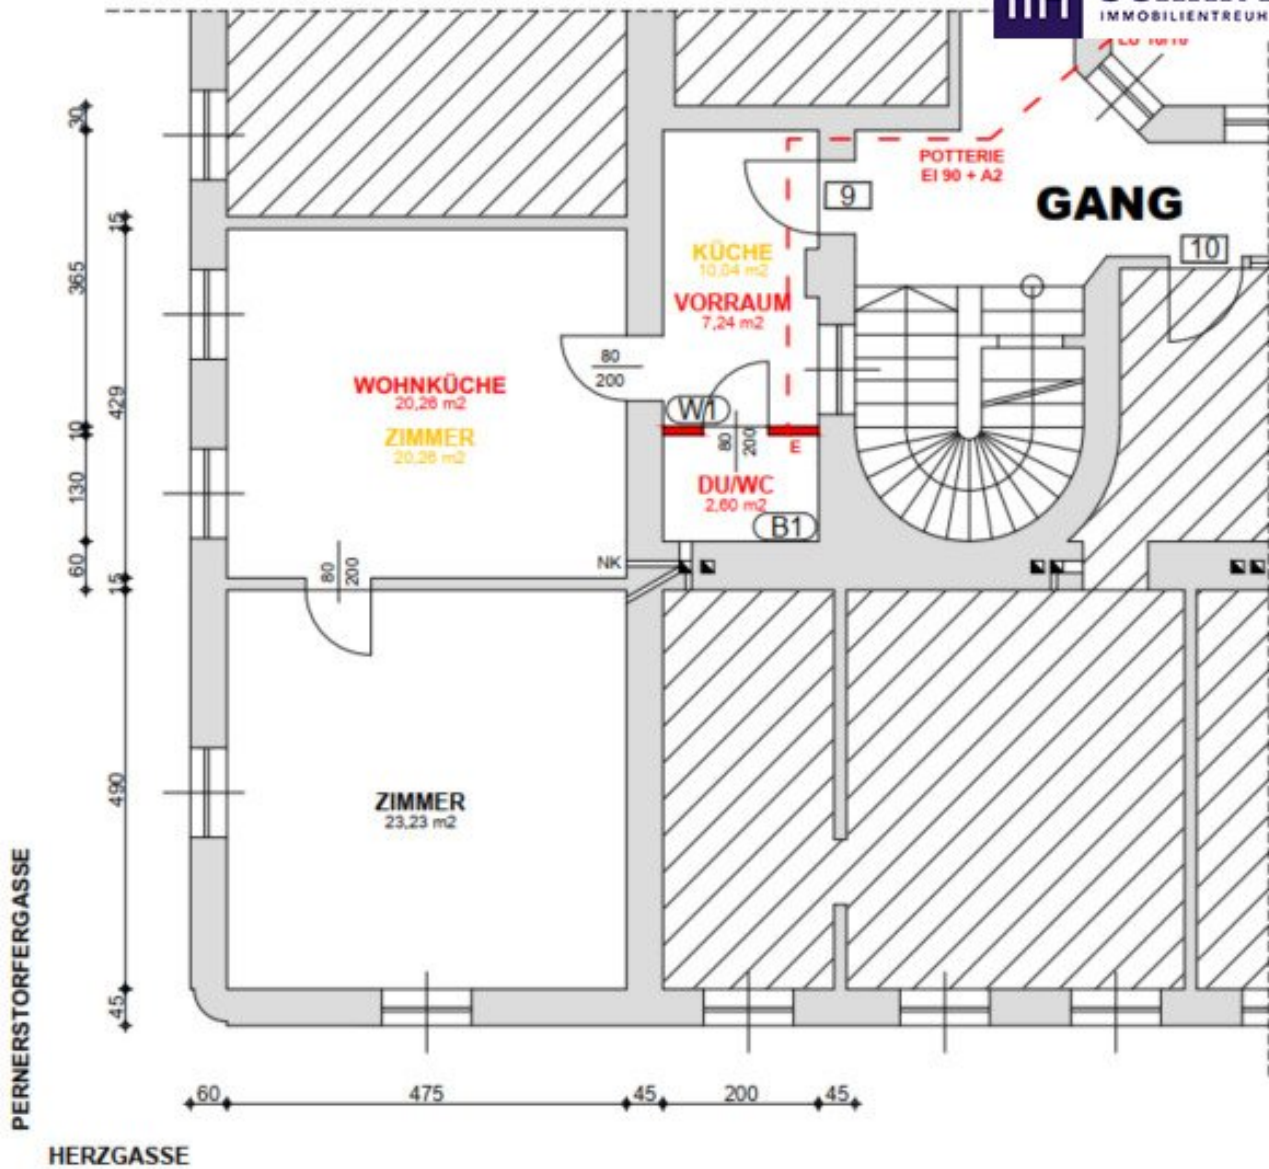 IMMOBILIENTREUH
POTTERIE
EI 90 + A2
9
GANG
10
KÜCHE
10,04 m2
VORRAUM
7,24 m2
80
200
WOHNKÜCHE
20,26 m2
ZIMMER
20,26 m2
W1
80
200
E
DU/WC
2,60 m2
B1
NK
80
200
ZIMMER
23,23 m2
30
15
365
429
10
130
60
15
490
45
60
475
45
200
45
PERNERSTORFERGASSE
HERZGASSE